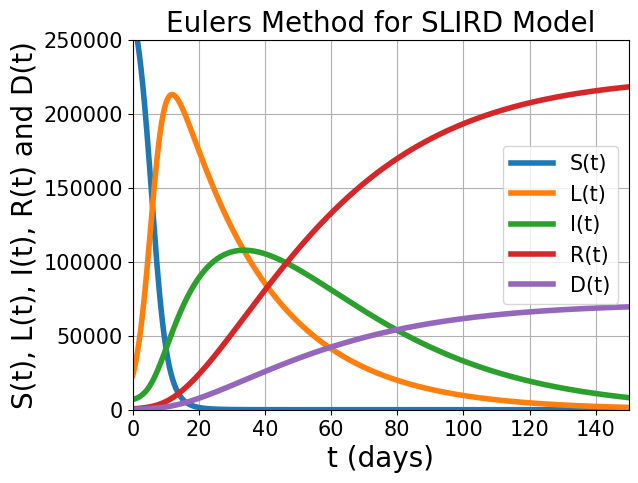 Eulers Method for SLIRD Model
S(t), L(t), I(t), R(t) and D(t)
250000
200000
150000
100000
50000
0
S(t)
L(t)
I(t)
R(t)
D(t)
0 20 40 60 80 100 120 140
t (days)